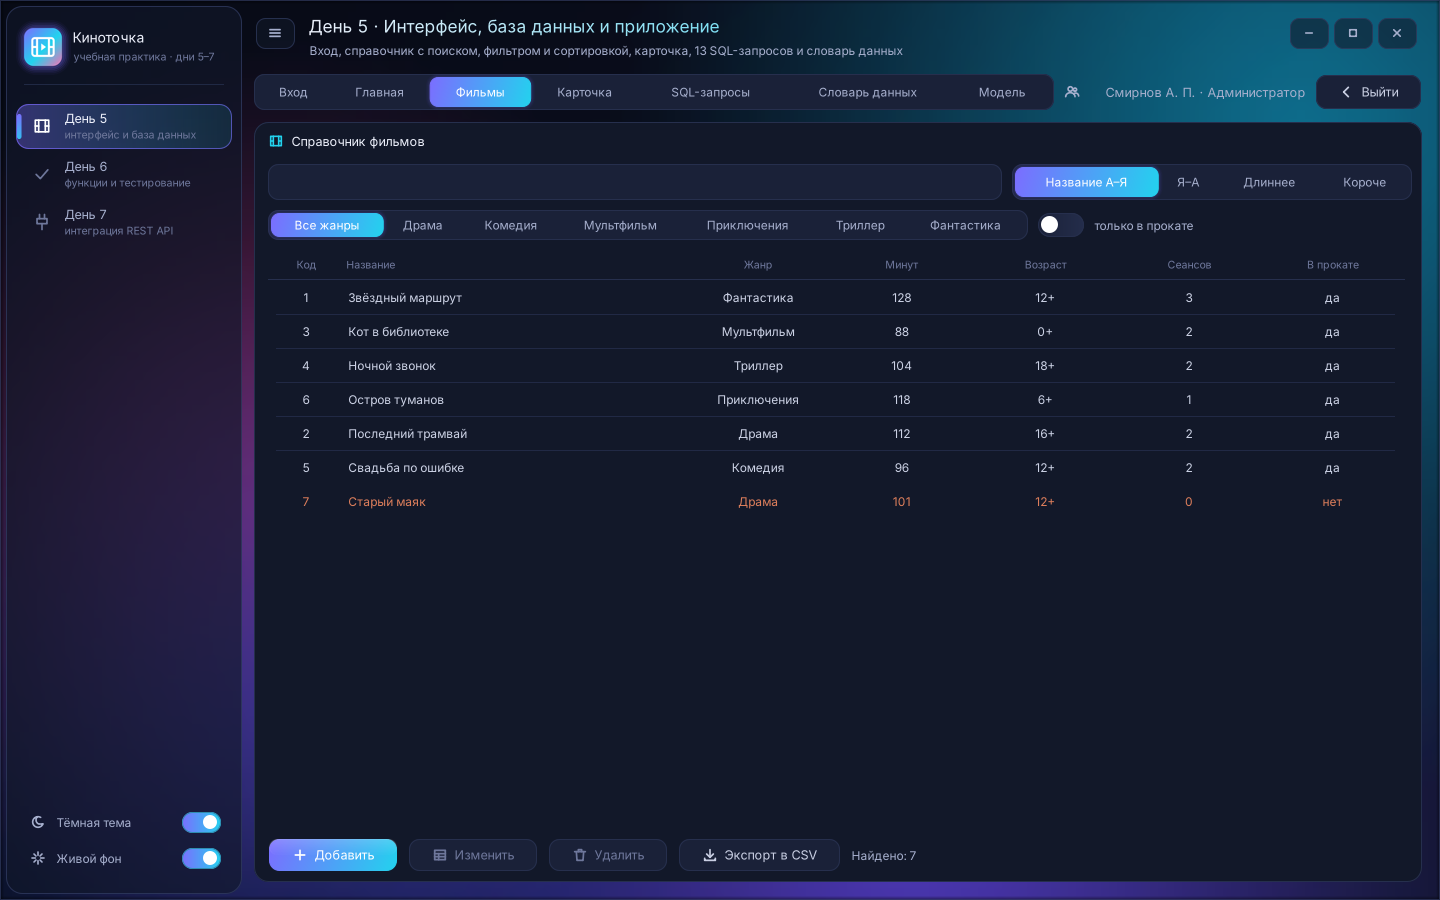 Киноточка
учебная практика · дни 5–7
День 5
интерфейс и база данных
День 6
функции и тестирование
День 7
интеграция REST API
Тёмная тема
Живой фон
День 5 · Интерфейс, база данных и приложение
Вход, справочник с поиском, фильтром и сортировкой, карточка, 13 SQL-запросов и словарь данных
Вход Главная Фильмы Карточка SQL-запросы Словарь данных Модель Смирнов А. П. · Администратор Выйти
Справочник фильмов
Название А–Я Я–А Длиннее Короче
Все жанры Драма Комедия Мультфильм Приключения Триллер Фантастика только в прокате
Код Название Жанр Минут Возраст Сеансов В прокате
1 Звёздный маршрут Фантастика 128 12+ 3 да
3 Кот в библиотеке Мультфильм 88 0+ 2 да
4 Ночной звонок Триллер 104 18+ 2 да
6 Остров туманов Приключения 118 6+ 1 да
2 Последний трамвай Драма 112 16+ 2 да
5 Свадьба по ошибке Комедия 96 12+ 2 да
7 Старый маяк Драма 101 12+ 0 нет
Добавить Изменить Удалить Экспорт в CSV Найдено: 7